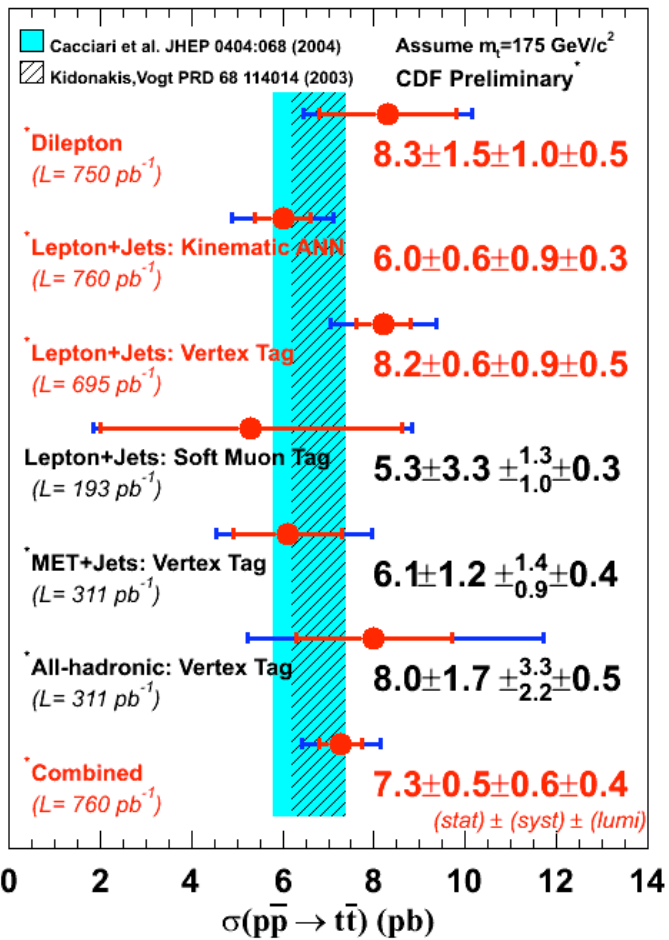 Cacciari et al. JHEP 0404:068 (2004)
Assume mₜ=175 GeV/c²
Kidonakis,Vogt PRD 68 114014 (2003)
CDF Preliminary*
*Dilepton
8.3±1.5±1.0±0.5
(L= 750 pb⁻¹)
*Lepton+Jets: Kinematic ANN
6.0±0.6±0.9±0.3
(L= 760 pb⁻¹)
*Lepton+Jets: Vertex Tag
8.2±0.6±0.9±0.5
(L= 695 pb⁻¹)
Lepton+Jets: Soft Muon Tag
5.3±3.3 ±1.3/1.0±0.3
(L= 193 pb⁻¹)
*MET+Jets: Vertex Tag
6.1±1.2 ±1.4/0.9±0.4
(L= 311 pb⁻¹)
*All-hadronic: Vertex Tag
8.0±1.7 ±3.3/2.2±0.5
(L= 311 pb⁻¹)
*Combined
7.3±0.5±0.6±0.4
(L= 760 pb⁻¹)
(stat) ± (syst) ± (lumi)
0 2 4 6 8 10 12 14
σ(pp̅ → tt̅) (pb)